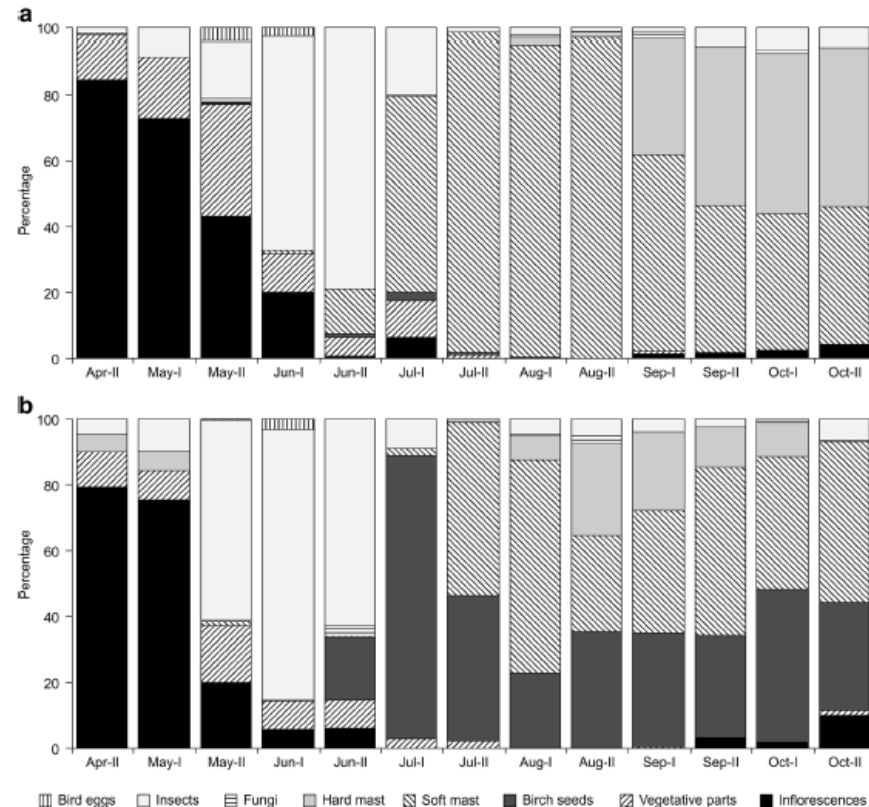 a
100
80
60
40
20
0
Percentage
Apr-II May-I May-II Jun-I Jun-II Jul-I Jul-II Aug-I Aug-II Sep-I Sep-II Oct-I Oct-II
b
100
80
60
40
20
0
Percentage
Apr-II May-I May-II Jun-I Jun-II Jul-I Jul-II Aug-I Aug-II Sep-I Sep-II Oct-I Oct-II
Bird eggs Insects Fungi Hard mast Soft mast Birch seeds Vegetative parts Inflorescences